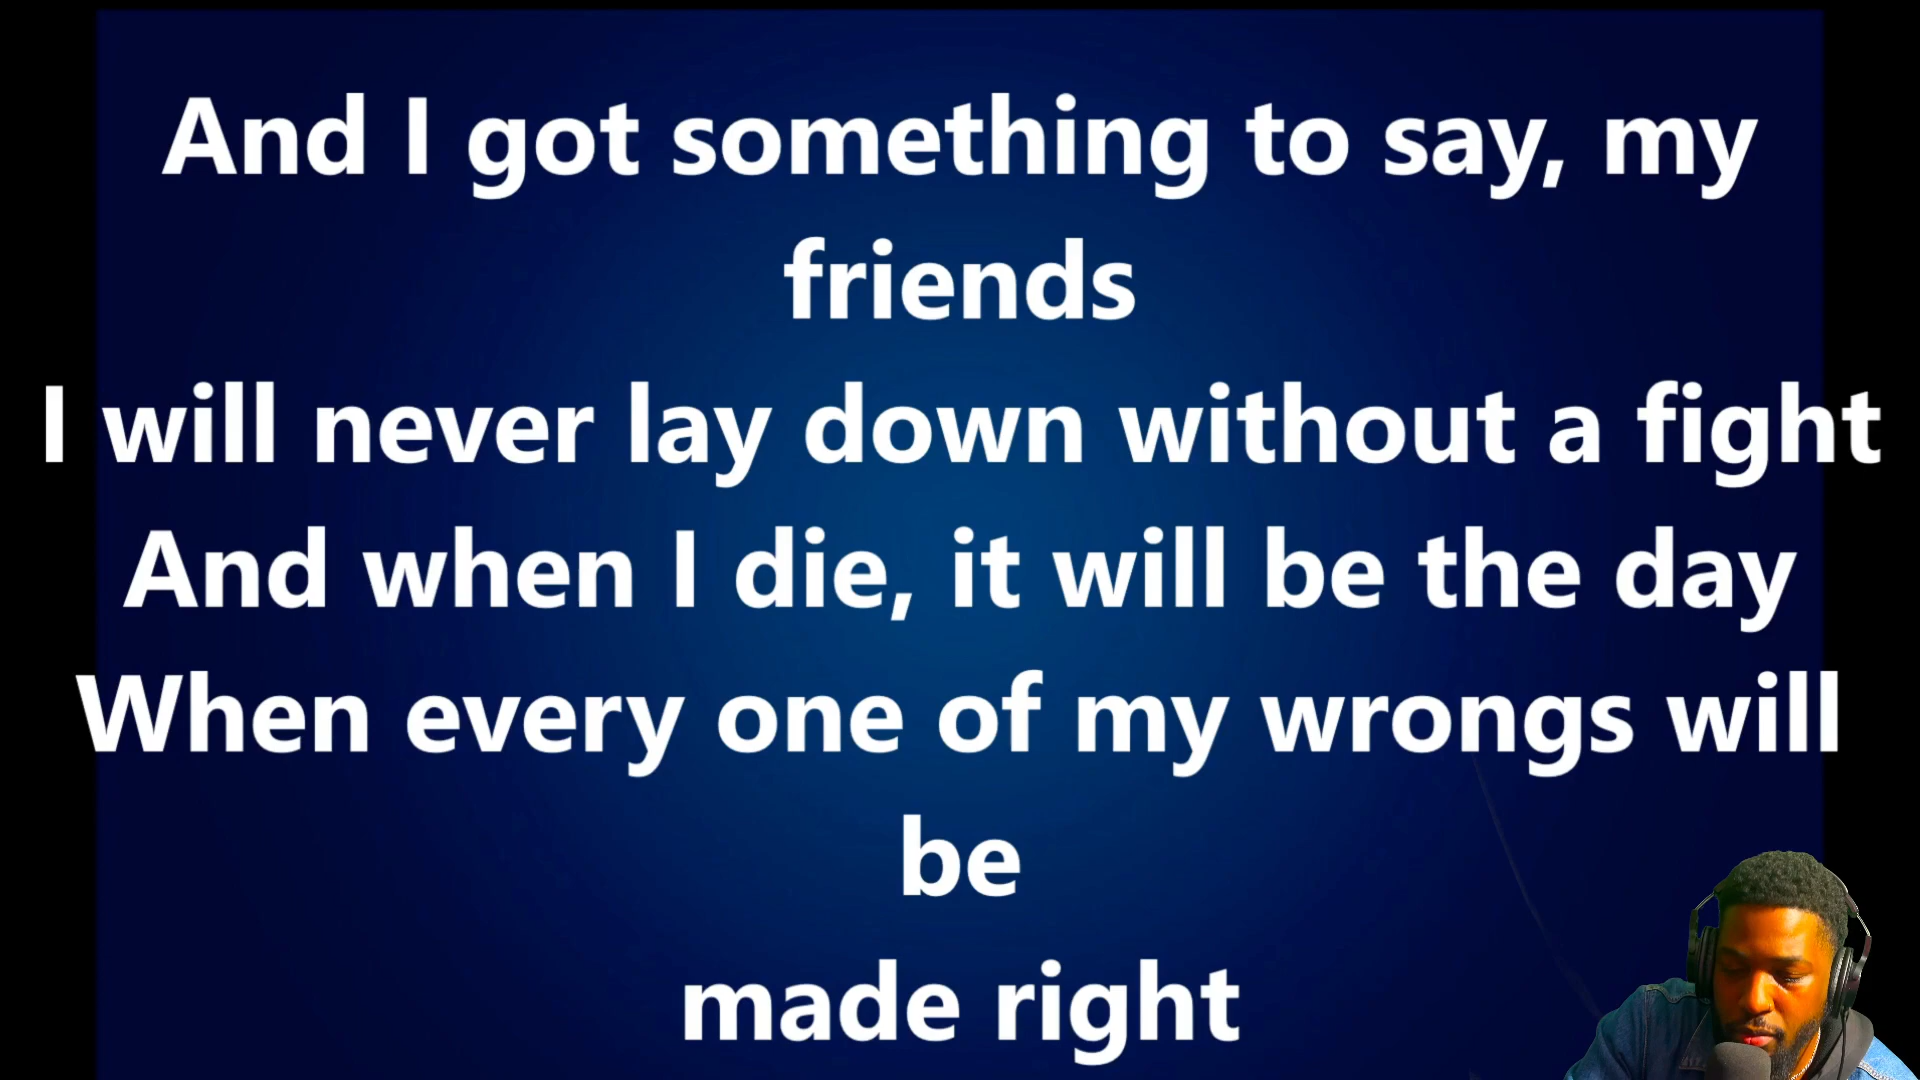 And I got something to say, my
friends
I will never lay down without a fight
And when I die, it will be the day
When every one of my wrongs will
be
made right